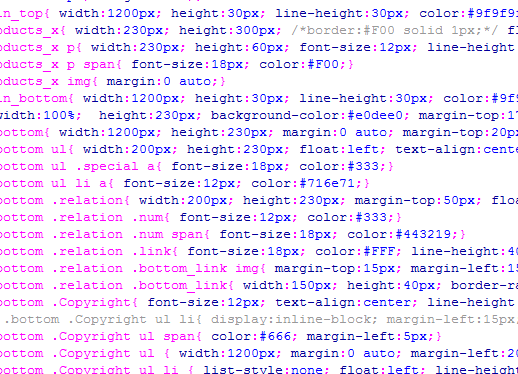 in_top{ width:1200px; height:30px; line-height:30px; color:#9f9f9
oducts_x{ width:230px; height:300px; /*border:#F00 solid 1px;*/ fl
oducts_x p{ width:230px; height:60px; font-size:12px; line-height
oducts_x p span{ font-size:18px; color:#F00;}
oducts_x img{ margin:0 auto;}
in_bottom{ width:1200px; height:30px; line-height:30px; color:#9f9
width:100%;  height:230px; background-color:#e0dee0; margin-top:17
bottom{ width:1200px; height:230px; margin:0 auto; margin-top:20p
bottom ul{ width:200px; height:230px; float:left; text-align:cente
bottom ul .special a{ font-size:18px; color:#333;}
bottom ul li a{ font-size:12px; color:#716e71;}
bottom .relation{ width:200px; height:230px; margin-top:50px; floa
bottom .relation .num{ font-size:12px; color:#333;}
bottom .relation .num span{ font-size:18px; color:#443219;}
bottom .relation .link{ font-size:18px; color:#FFF; line-height:40
bottom .relation .bottom_link img{ margin-top:15px; margin-left:15
bottom .relation .bottom_link{ width:150px; height:40px; border-ra
bottom .Copyright{ font-size:12px; text-align:center; line-height
 .bottom .Copyright ul li{ display:inline-block; margin-left:15px;
bottom .Copyright ul span{ color:#666; margin-left:5px;}
bottom .Copyright ul { width:1200px; margin:0 auto; margin-left:20
bottom .Copyright ul li { list-style:none; float:left; line-height